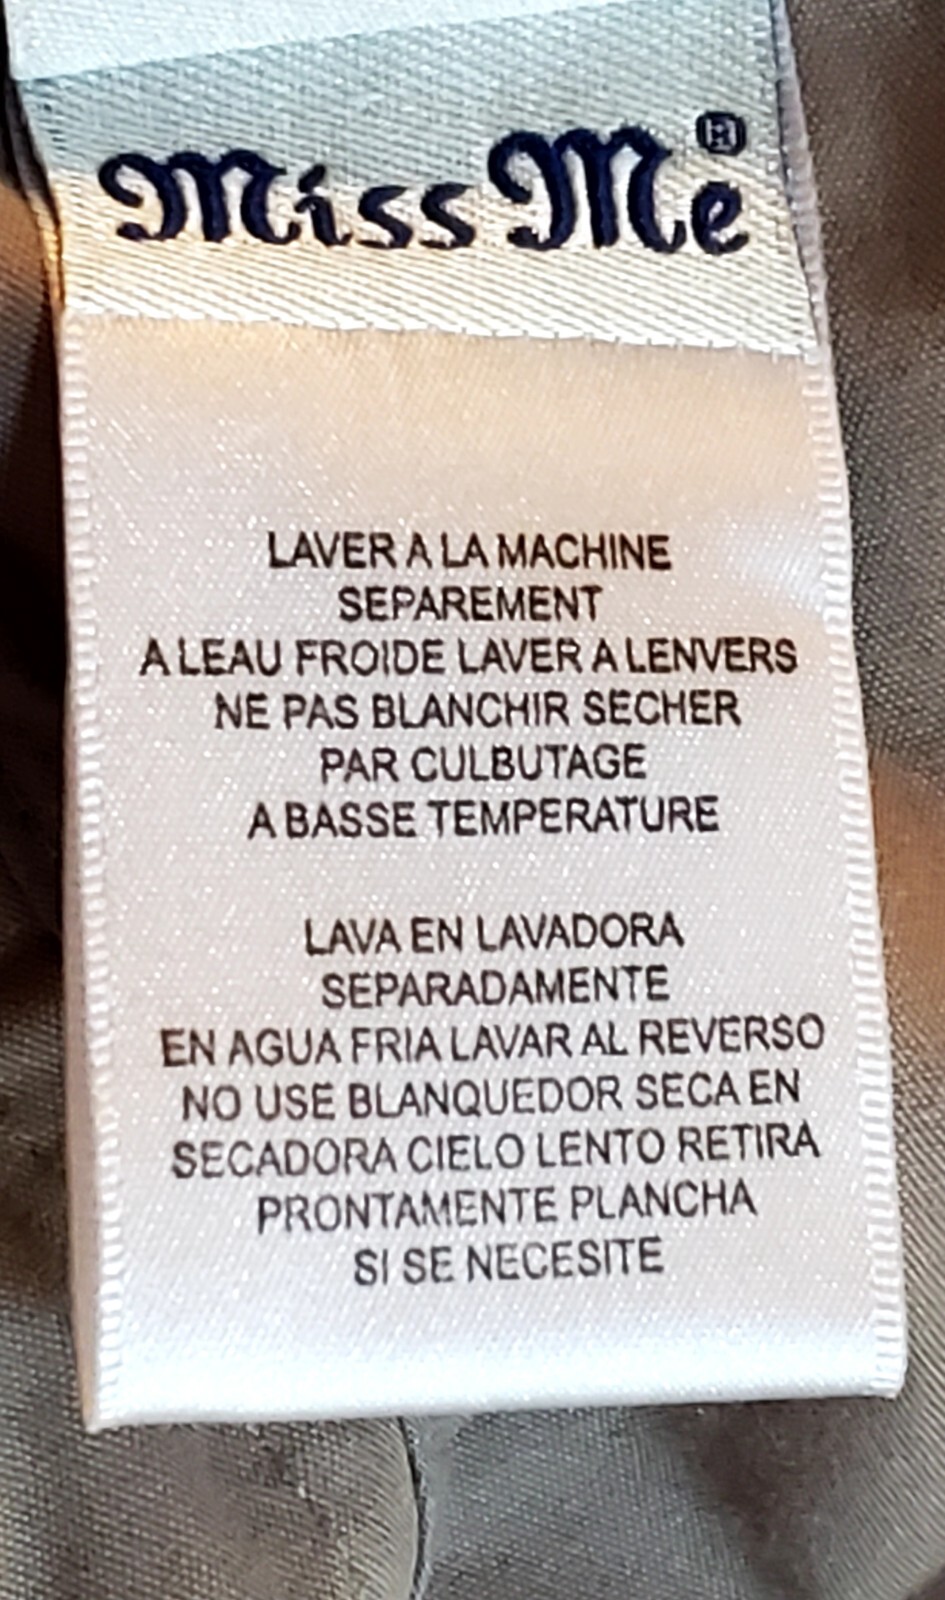 Miss Me®
LAVER A LA MACHINE
SEPAREMENT
A LEAU FROIDE LAVER A LENVERS
NE PAS BLANCHIR SECHER
PAR CULBUTAGE
A BASSE TEMPERATURE
LAVA EN LAVADORA
SEPARADAMENTE
EN AGUA FRIA LAVAR AL REVERSO
NO USE BLANQUEDOR SECA EN
SECADORA CIELO LENTO RETIRA
PRONTAMENTE PLANCHA
SI SE NECESITE